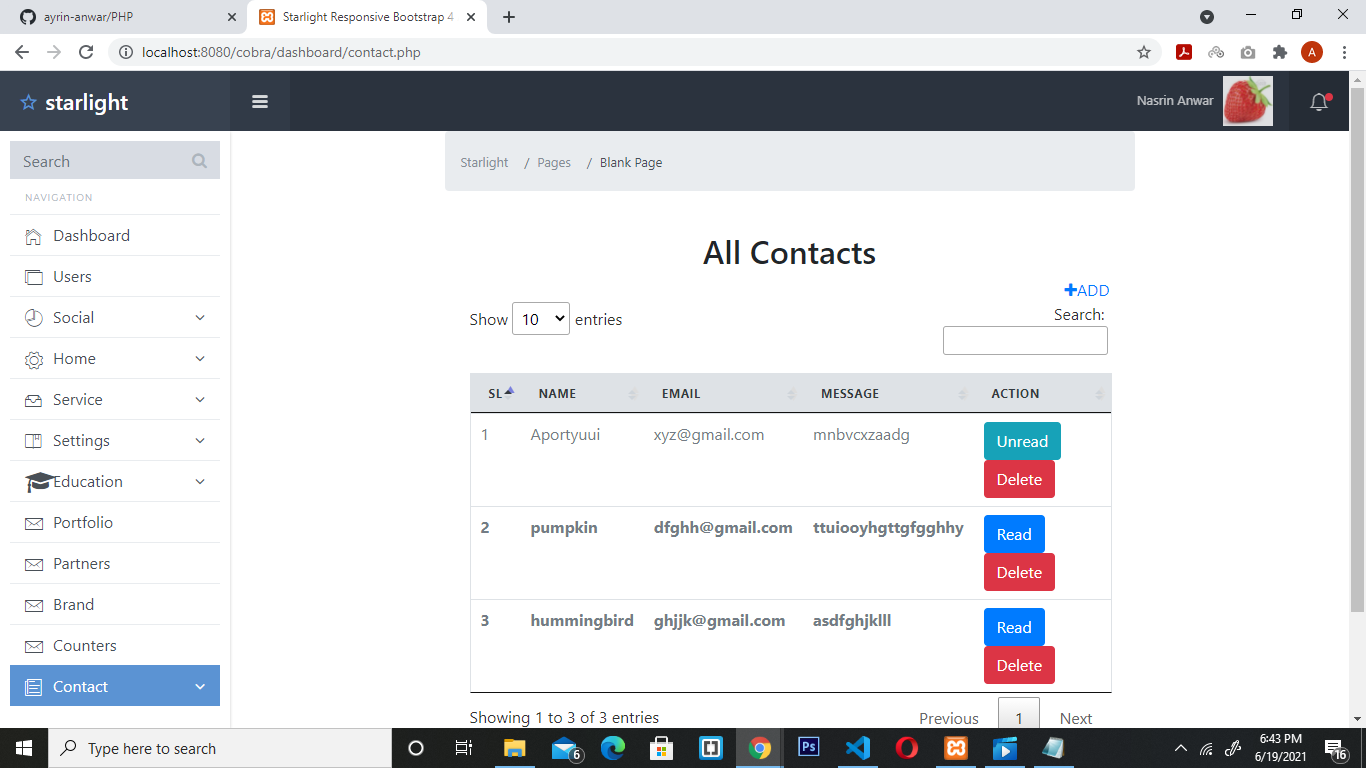 ayrin-anwar/PHP
Starlight Responsive Bootstrap 4
localhost:8080/cobra/dashboard/contact.php
A
starlight
Nasrin Anwar
Search
NAVIGATION
Dashboard
Users
Social
Home
Service
Settings
Education
Portfolio
Partners
Brand
Counters
Contact
Starlight / Pages / Blank Page
All Contacts
ADD
Show 10 entries
Search:
SL NAME EMAIL MESSAGE ACTION
1 Aportyuui xyz@gmail.com mnbvcxzaadg Unread
Delete
2 pumpkin dfghh@gmail.com ttuiooyhgttgfgghhy Read
Delete
3 hummingbird ghjjk@gmail.com asdfghjklll Read
Delete
Showing 1 to 3 of 3 entries
Previous 1 Next
Type here to search
6
Ps
6:43 PM
6/19/2021
16